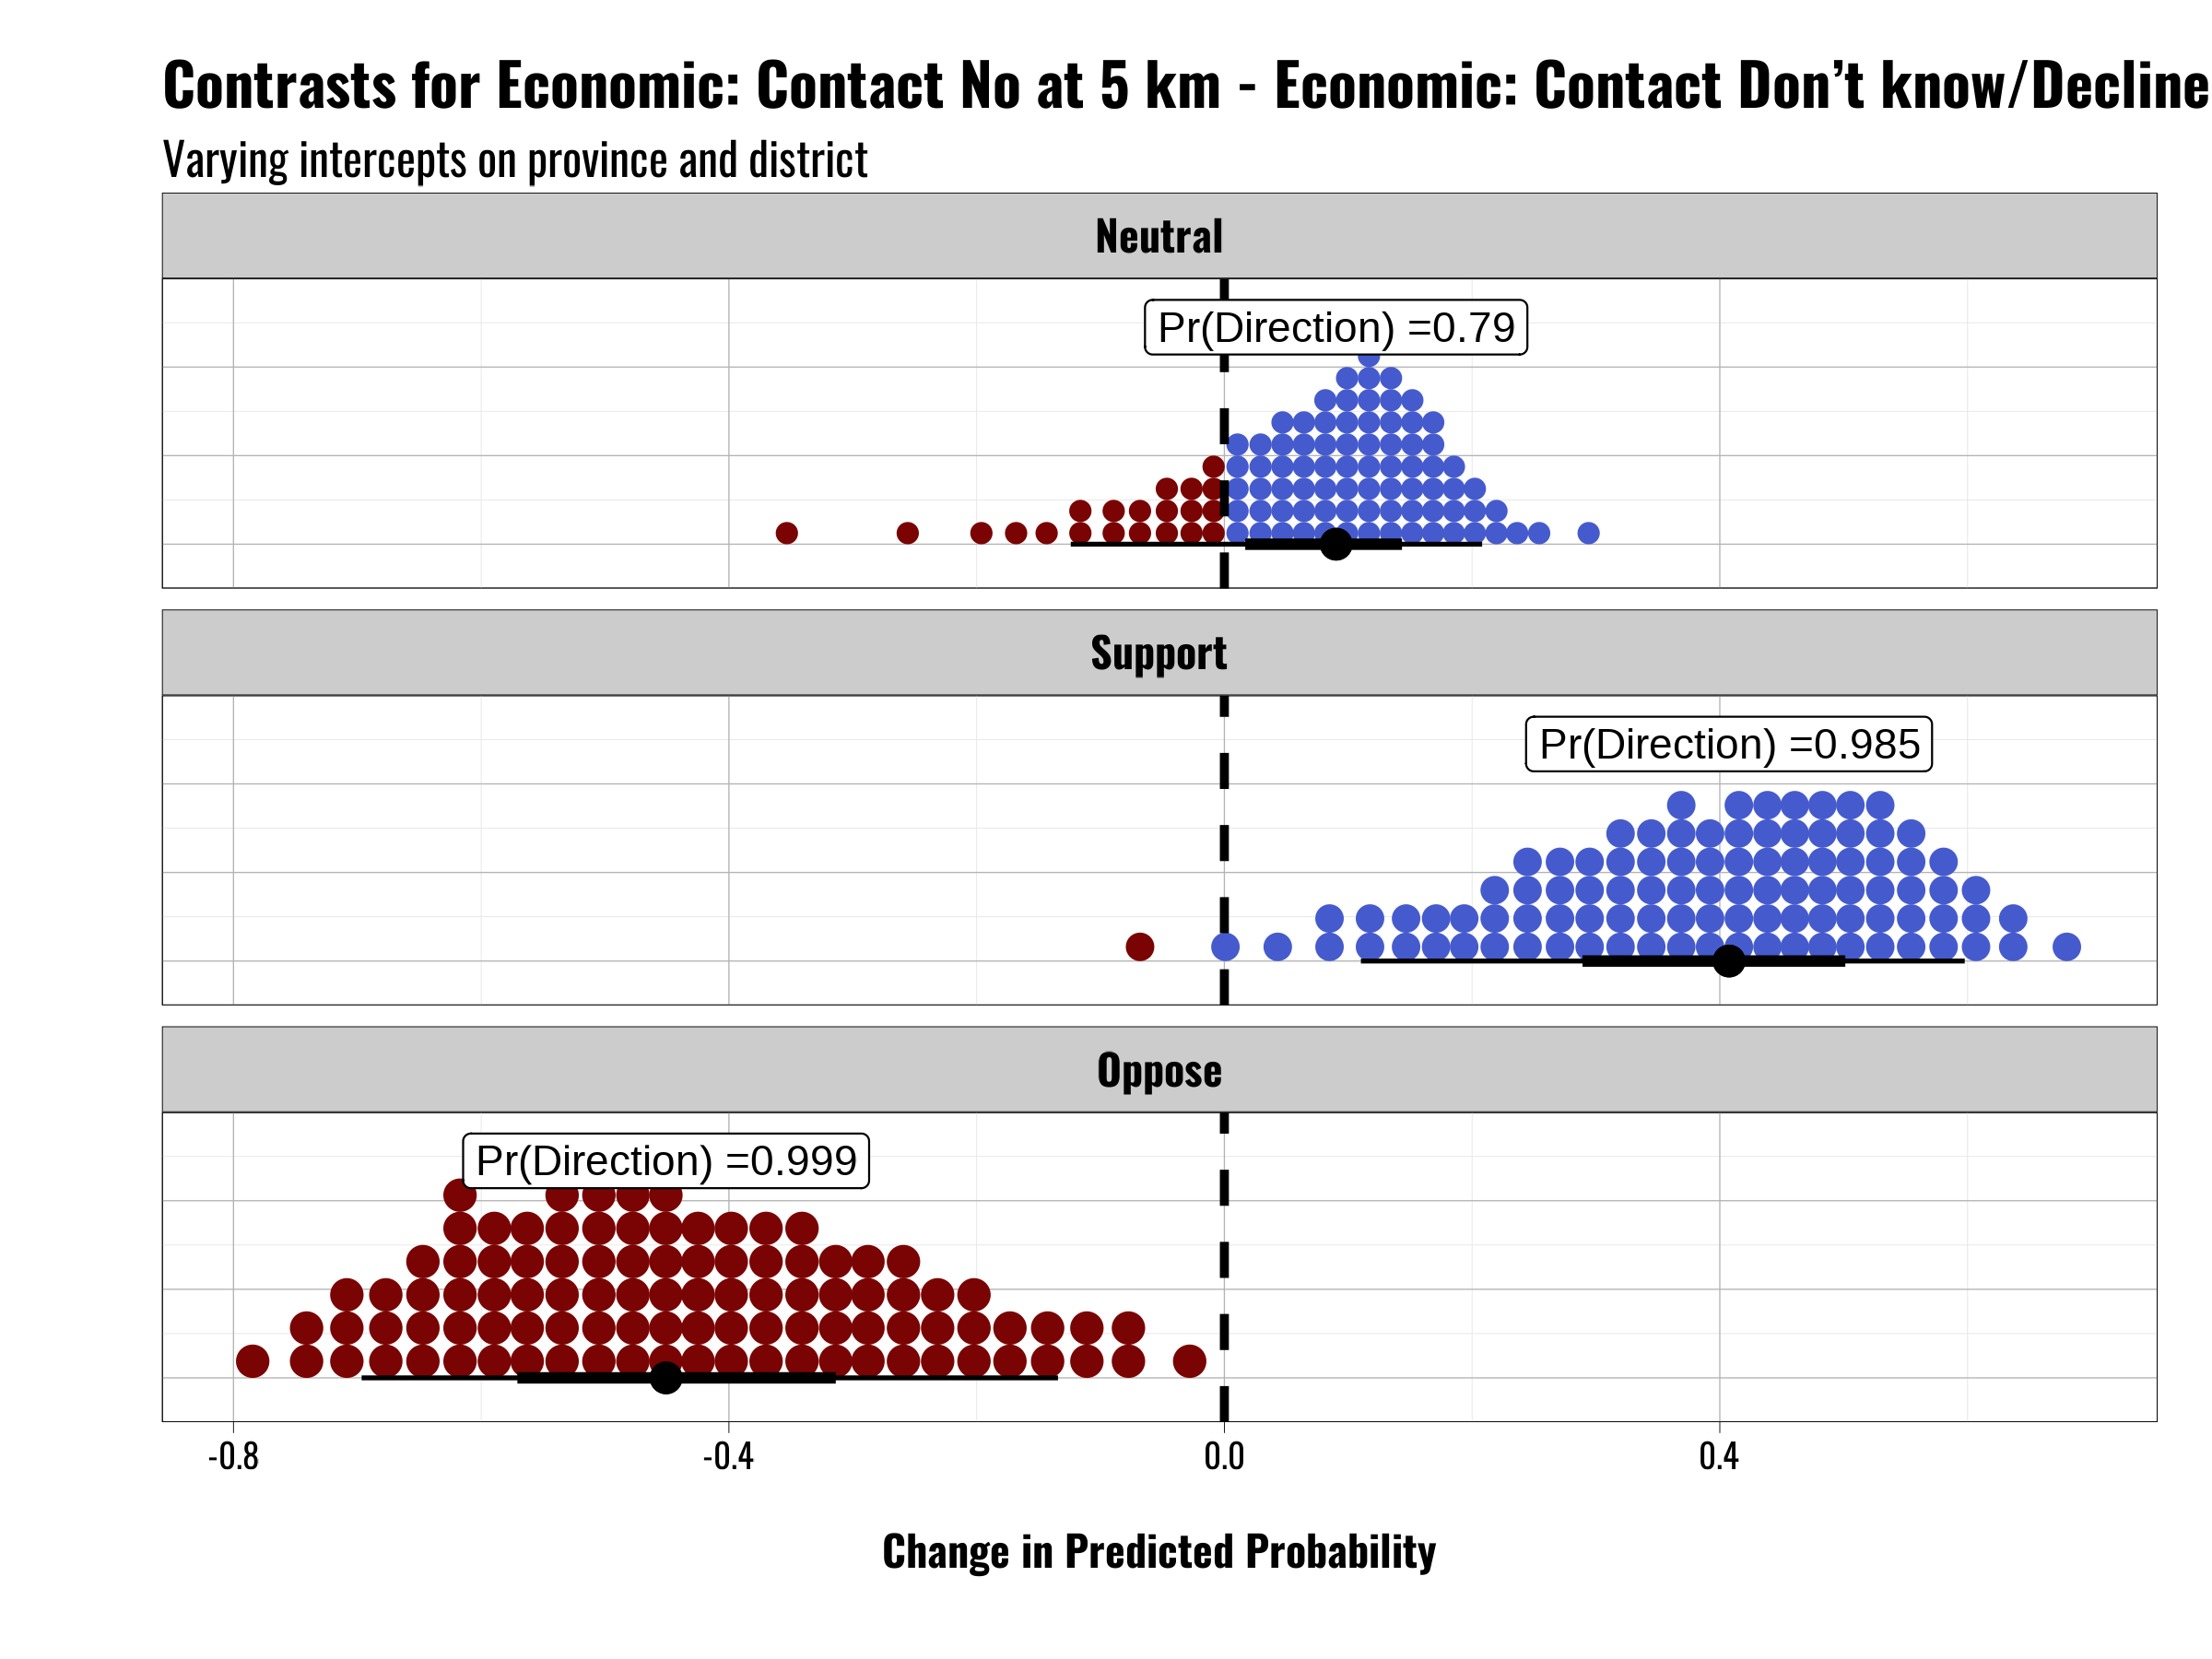 Contrasts for Economic: Contact No at 5 km - Economic: Contact Don’t know/Decline
Varying intercepts on province and district
Neutral
Pr(Direction) =0.79
Support
Pr(Direction) =0.985
Oppose
Pr(Direction) =0.999
-0.8 -0.4 0.0 0.4
Change in Predicted Probability